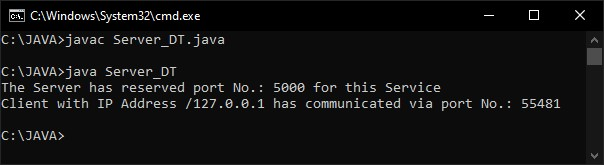 C:\Windows\System32\cmd.exe
C:\JAVA>javac Server_DT.java
C:\JAVA>java Server_DT
The Server has reserved port No.: 5000 for this Service
Client with IP Address /127.0.0.1 has communicated via port No.: 55481
C:\JAVA>